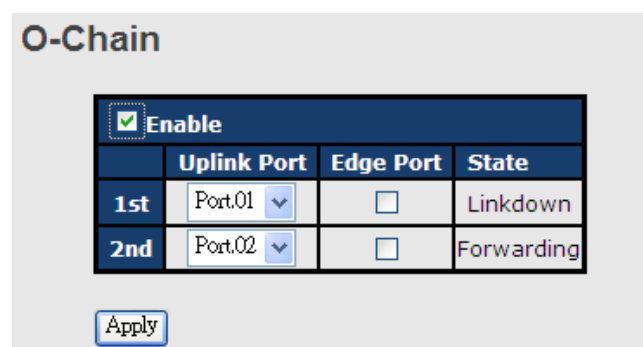 O-Chain
Enable
Uplink Port Edge Port State
1st Port.01 Linkdown
2nd Port.02 Forwarding
Apply